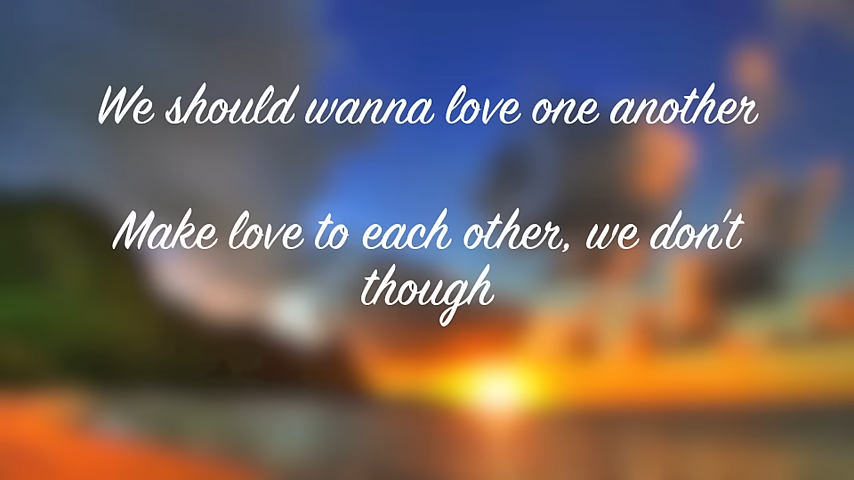 We should wanna love one another
Make love to each other, we don't
though